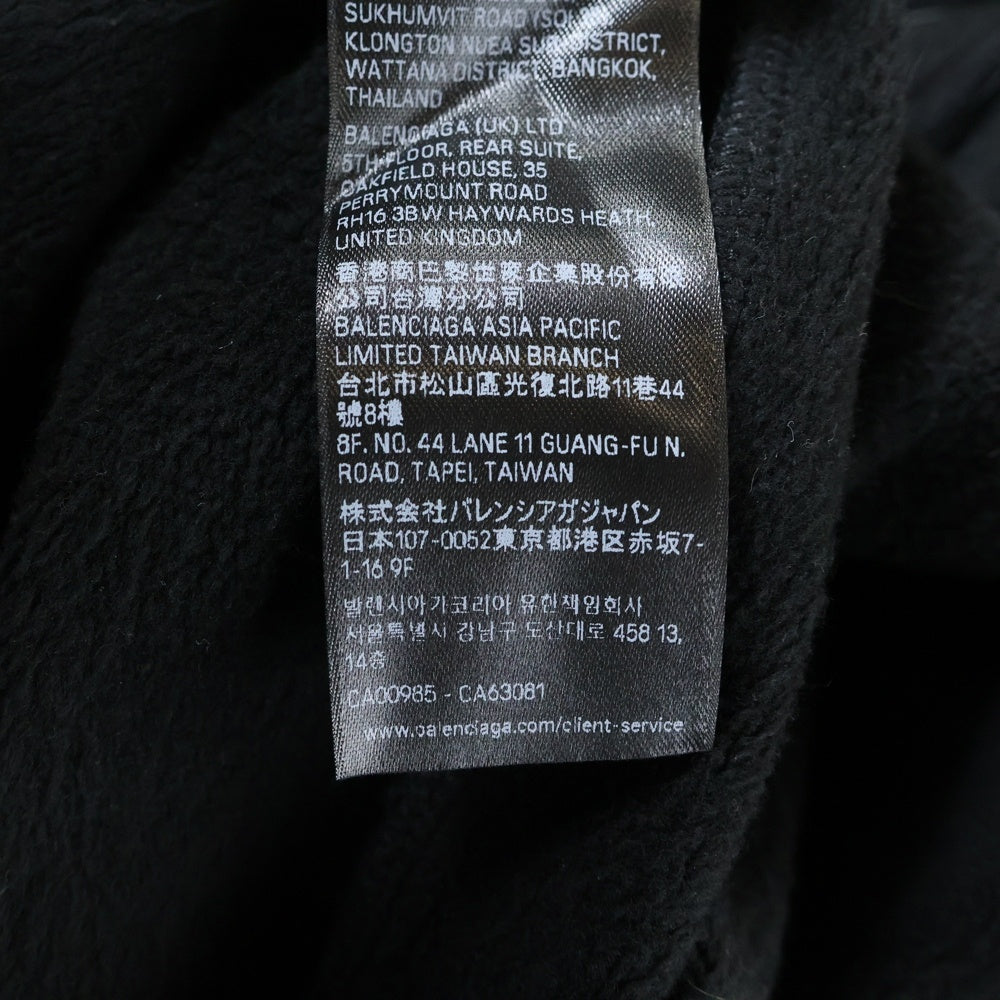 SUKHUMVIT ROAD (SOI
KLONGTON NUEA SUB DISTRICT,
WATTANA DISTRICT, BANGKOK,
THAILAND
BALENCIAGA (UK) LTD
5TH FLOOR, REAR SUITE,
OAKFIELD HOUSE, 35
PERRYMOUNT ROAD
RH16 3BW HAYWARDS HEATH,
UNITED KINGDOM
香港商巴黎世家企業股份有限
公司台灣分公司
BALENCIAGA ASIA PACIFIC
LIMITED TAIWAN BRANCH
台北市松山區光復北路11巷44
號8樓
8F. NO. 44 LANE 11 GUANG-FU N.
ROAD, TAPEI, TAIWAN
株式会社バレンシアガジャパン
日本107-0052東京都港区赤坂7-
1-16 9F
발렌시아가코리아 유한책임회사
서울특별시 강남구 도산대로 458 13,
14층
CA00985 - CA63081
www.balenciaga.com/client-service